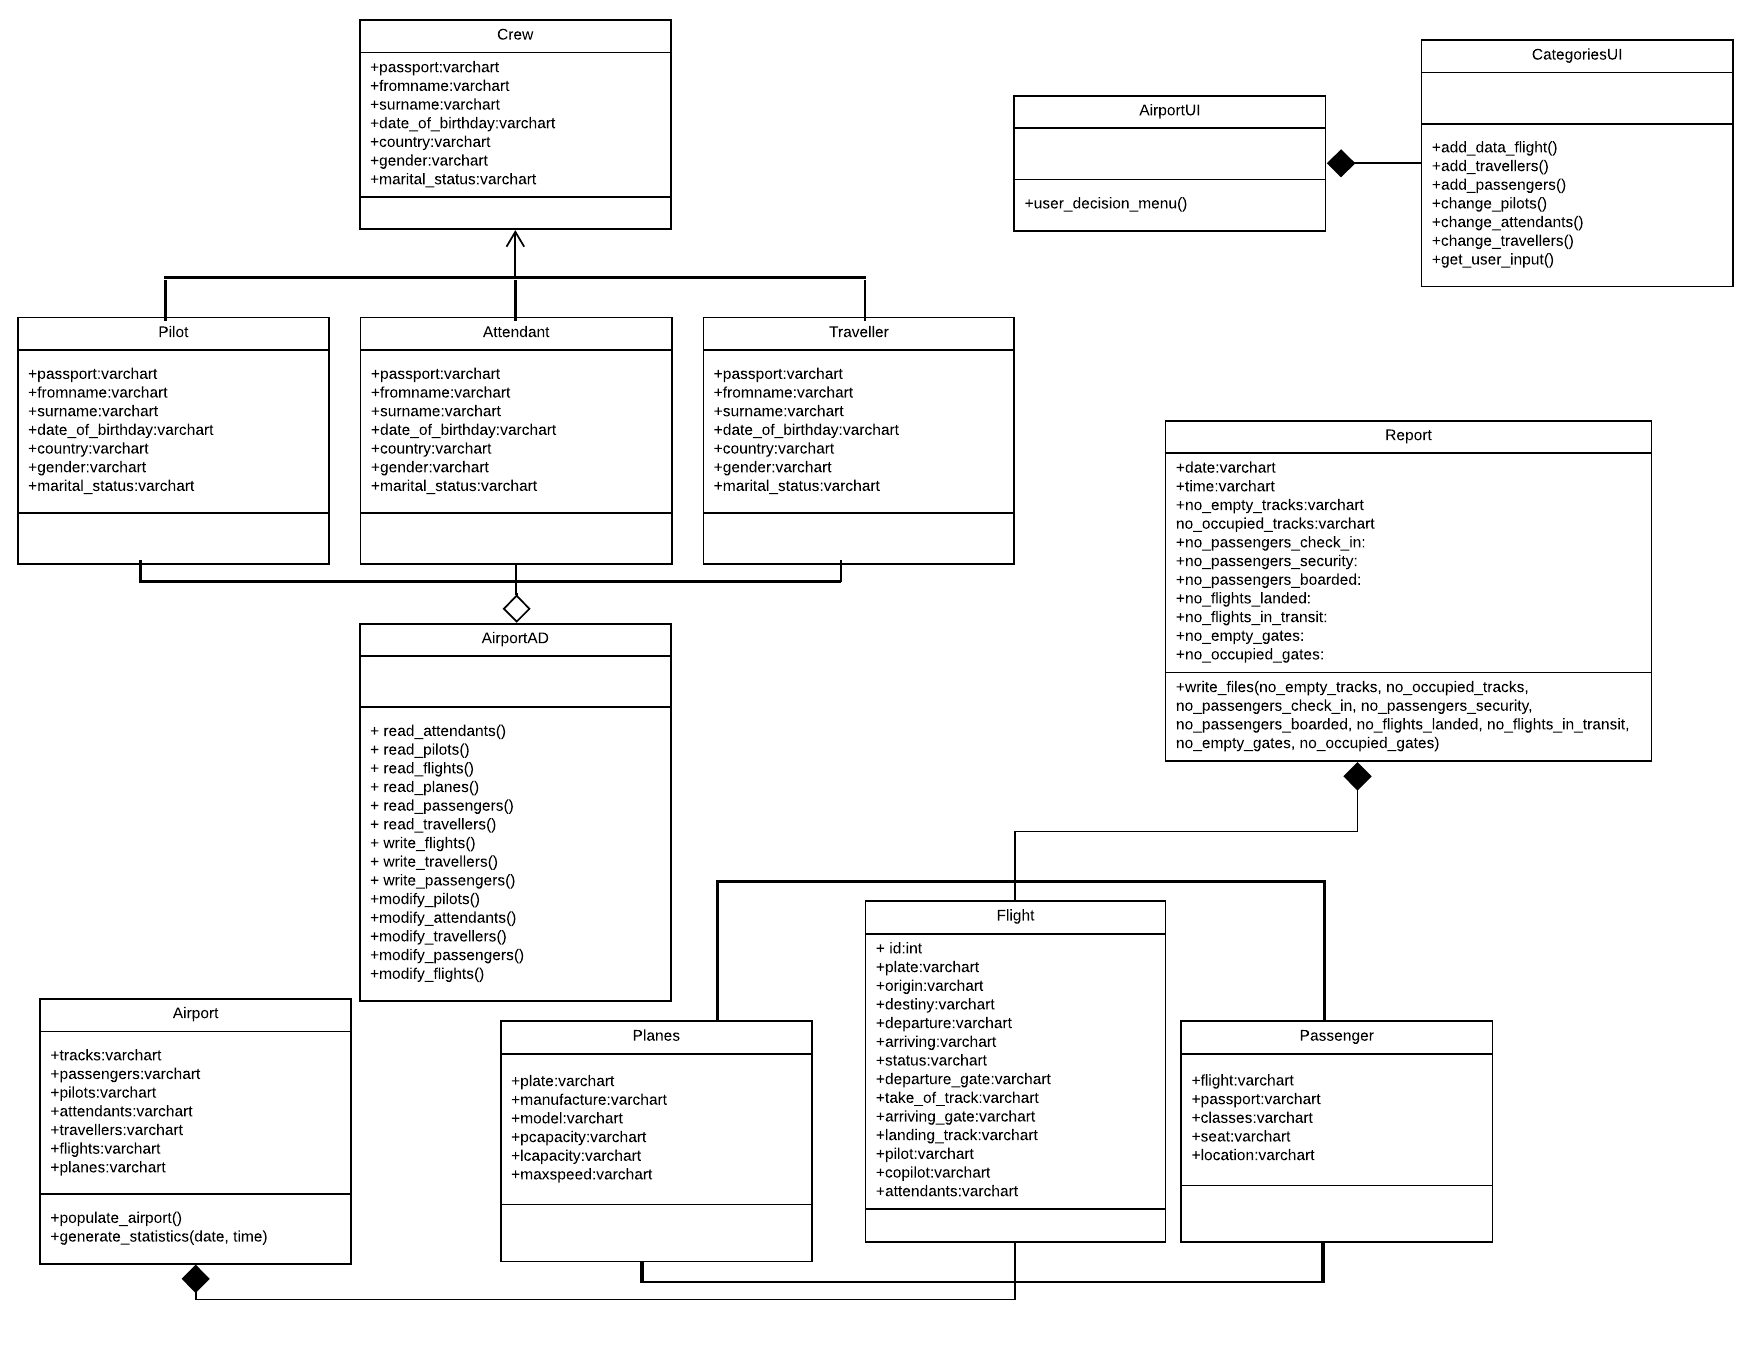 Crew
+passport:varchart
+fromname:varchart
+surname:varchart
+date_of_birthday:varchart
+country:varchart
+gender:varchart
+marital_status:varchart
AirportUI
+user_decision_menu()
CategoriesUI
+add_data_flight()
+add_travellers()
+add_passengers()
+change_pilots()
+change_attendants()
+change_travellers()
+get_user_input()
Pilot
+passport:varchart
+fromname:varchart
+surname:varchart
+date_of_birthday:varchart
+country:varchart
+gender:varchart
+marital_status:varchart
Attendant
+passport:varchart
+fromname:varchart
+surname:varchart
+date_of_birthday:varchart
+country:varchart
+gender:varchart
+marital_status:varchart
Traveller
+passport:varchart
+fromname:varchart
+surname:varchart
+date_of_birthday:varchart
+country:varchart
+gender:varchart
+marital_status:varchart
Report
+date:varchart
+time:varchart
+no_empty_tracks:varchart
no_occupied_tracks:varchart
+no_passengers_check_in:
+no_passengers_security:
+no_passengers_boarded:
+no_flights_landed:
+no_flights_in_transit:
+no_empty_gates:
+no_occupied_gates:
+write_files(no_empty_tracks, no_occupied_tracks,
no_passengers_check_in, no_passengers_security,
no_passengers_boarded, no_flights_landed, no_flights_in_transit,
no_empty_gates, no_occupied_gates)
AirportAD
+ read_attendants()
+ read_pilots()
+ read_flights()
+ read_planes()
+ read_passengers()
+ read_travellers()
+ write_flights()
+ write_travellers()
+ write_passengers()
+modify_pilots()
+modify_attendants()
+modify_travellers()
+modify_passengers()
+modify_flights()
Airport
+tracks:varchart
+passengers:varchart
+pilots:varchart
+attendants:varchart
+travellers:varchart
+flights:varchart
+planes:varchart
+populate_airport()
+generate_statistics(date, time)
Planes
+plate:varchart
+manufacture:varchart
+model:varchart
+pcapacity:varchart
+lcapacity:varchart
+maxspeed:varchart
Flight
+ id:int
+plate:varchart
+origin:varchart
+destiny:varchart
+departure:varchart
+arriving:varchart
+status:varchart
+departure_gate:varchart
+take_of_track:varchart
+arriving_gate:varchart
+landing_track:varchart
+pilot:varchart
+copilot:varchart
+attendants:varchart
Passenger
+flight:varchart
+passport:varchart
+classes:varchart
+seat:varchart
+location:varchart